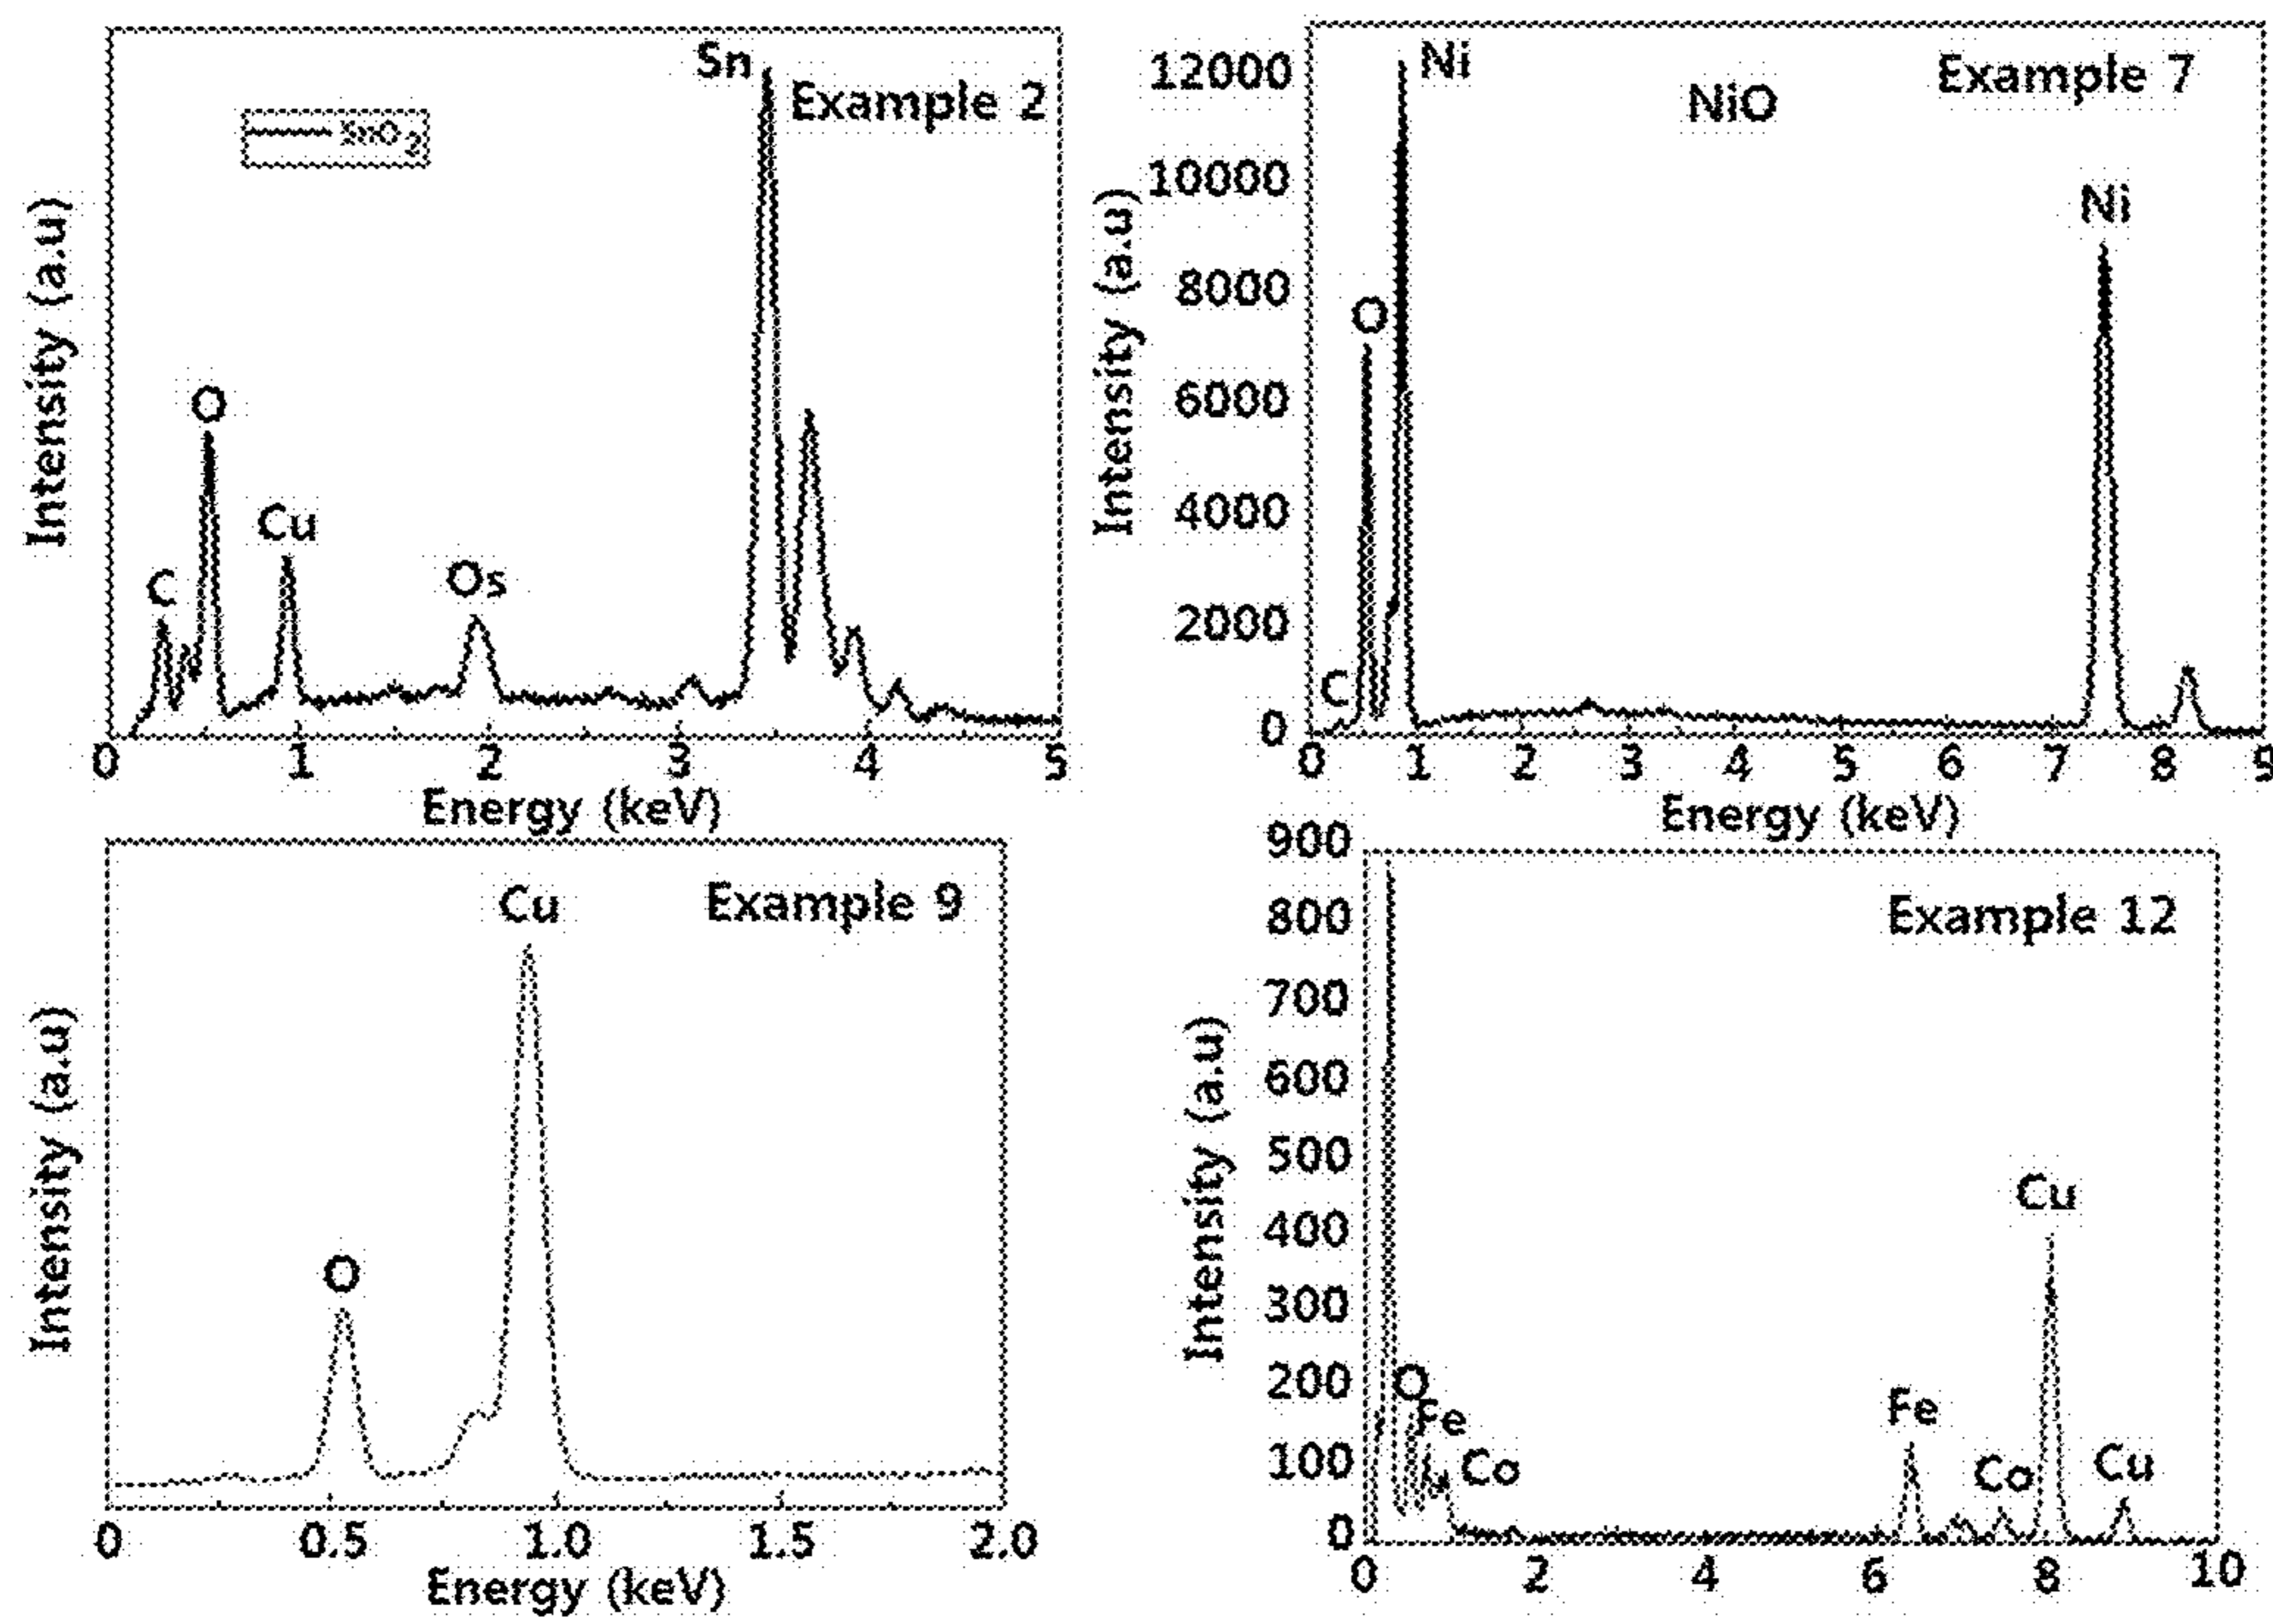 Sn
Example 2
SnO2
O
Cu
C
Os
Intensity (a.u)
0 1 2 3 4 5
Energy (keV)
12000
10000
8000
6000
4000
2000
0
Ni
NiO
Example 7
Ni
O
C
Intensity (a.u)
0 1 2 3 4 5 6 7 8 9
Energy (keV)
Cu
Example 9
O
Intensity (a.u)
0 0.5 1.0 1.5 2.0
Energy (keV)
900
800
700
600
500
400
300
200
100
0
Example 12
Cu
O
Fe
Co
Fe
Co
Cu
Intensity (a.u)
0 2 4 6 8 10